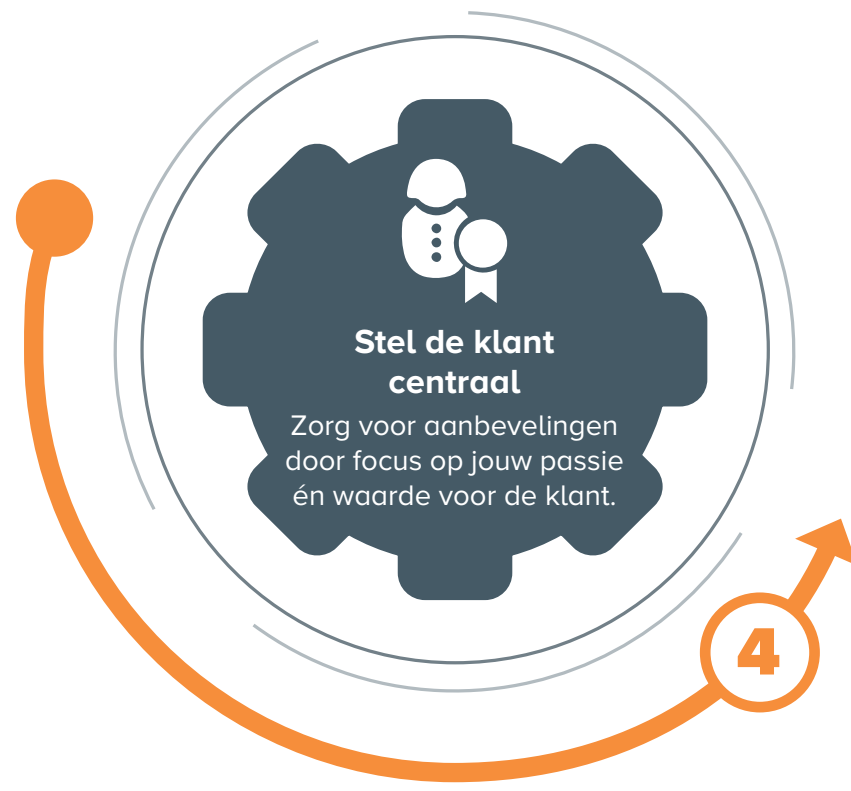 Stel de klant
centraal
Zorg voor aanbevelingen
door focus op jouw passie
én waarde voor de klant.
4